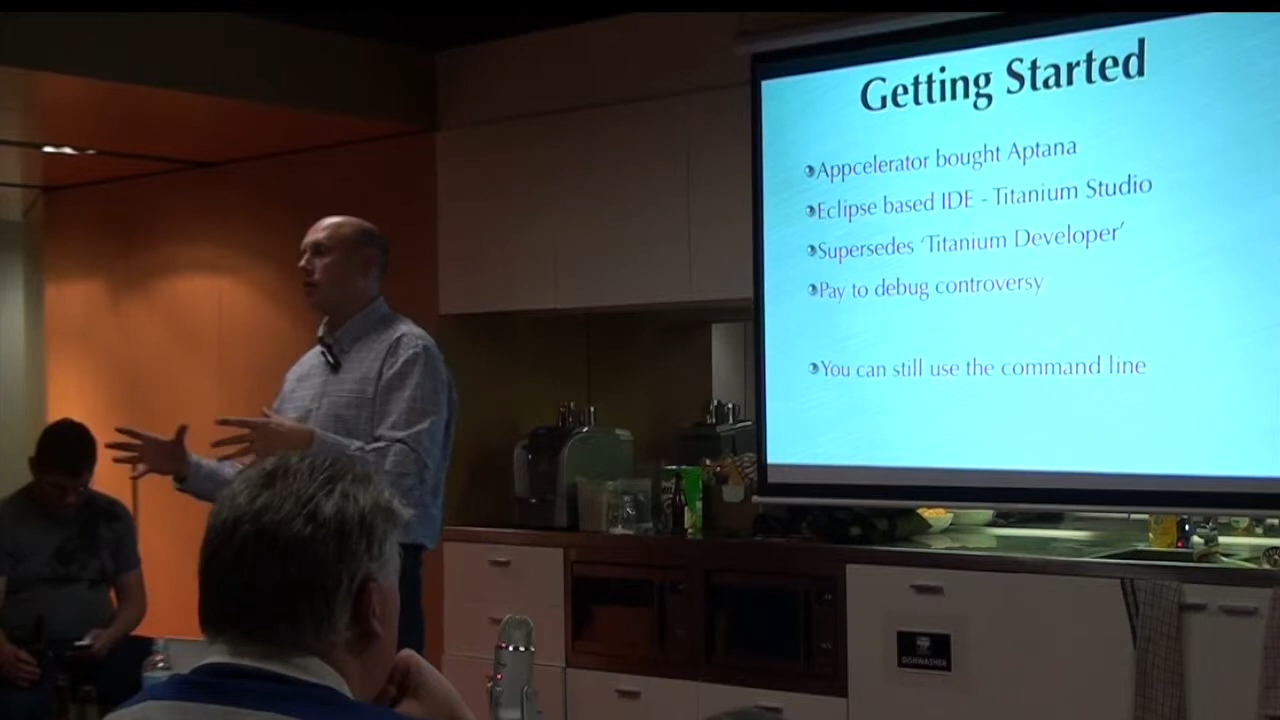 Getting Started
Appcelerator bought Aptana
Eclipse based IDE - Titanium Studio
Supersedes 'Titanium Developer'
Pay to debug controversy
You can still use the command line
DISHWASHER